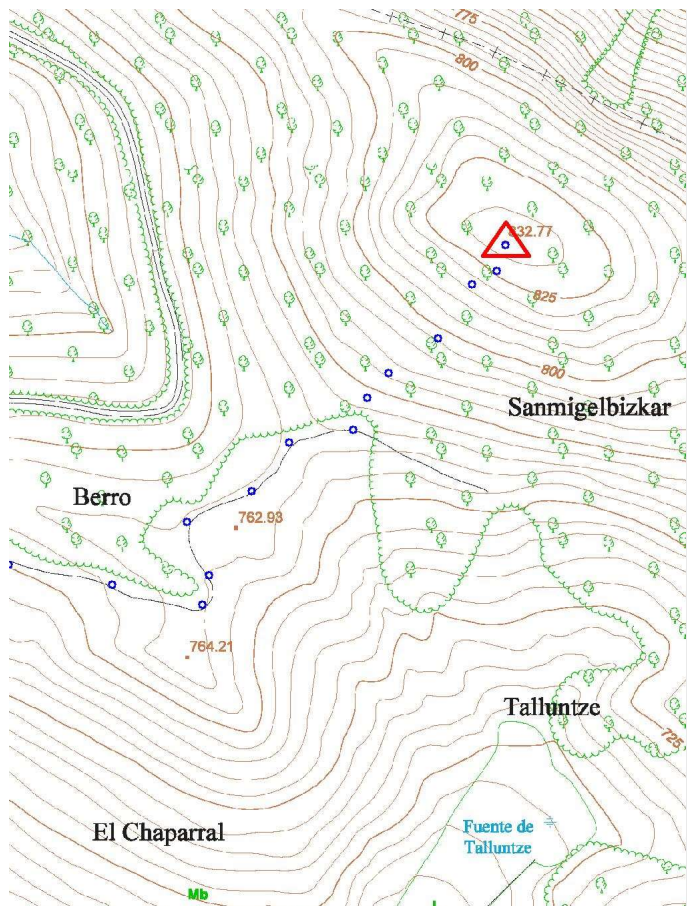 775
800
832.77
825
800
Sanmigelbizkar
Berro
762.93
764.21
Talluntze
725
El Chaparral
Fuente de
Talluntze
Mb